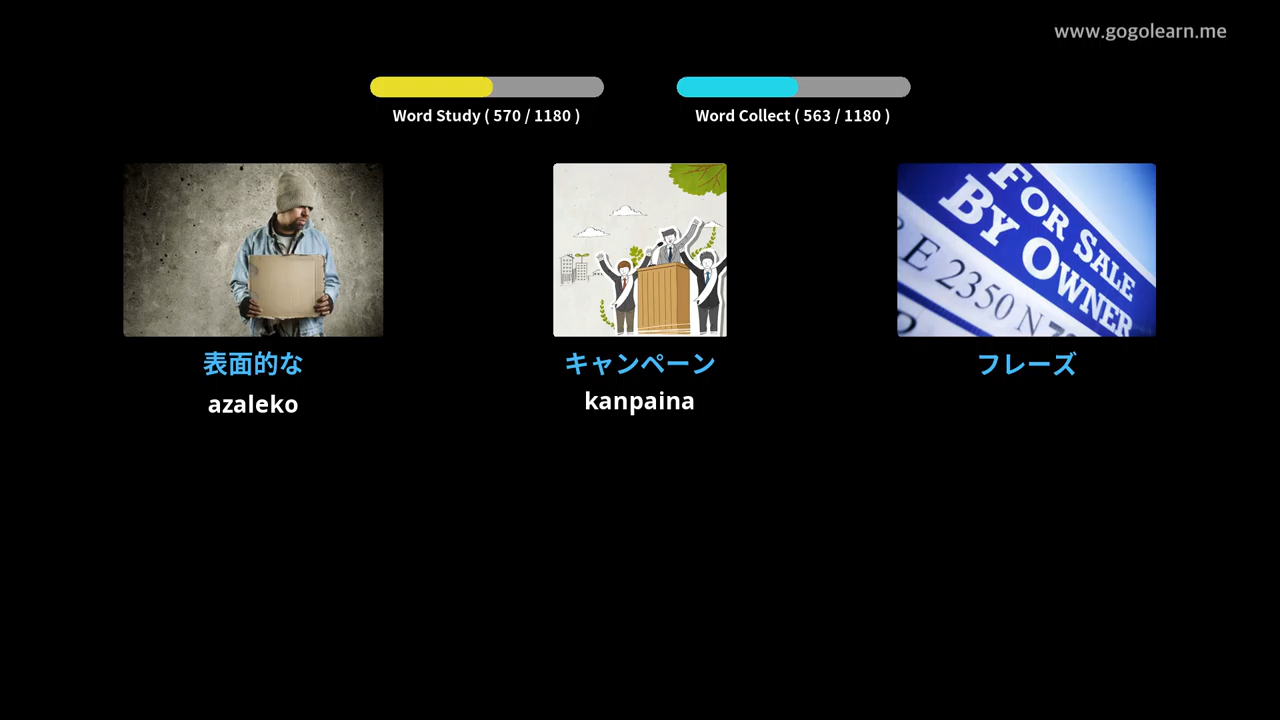 www.gogolearn.me
Word Study ( 570 / 1180 )
Word Collect ( 563 / 1180 )
FOR SALE
BY OWNER
E 2350 N
表面的な
キャンペーン
フレーズ
azaleko
kanpaina